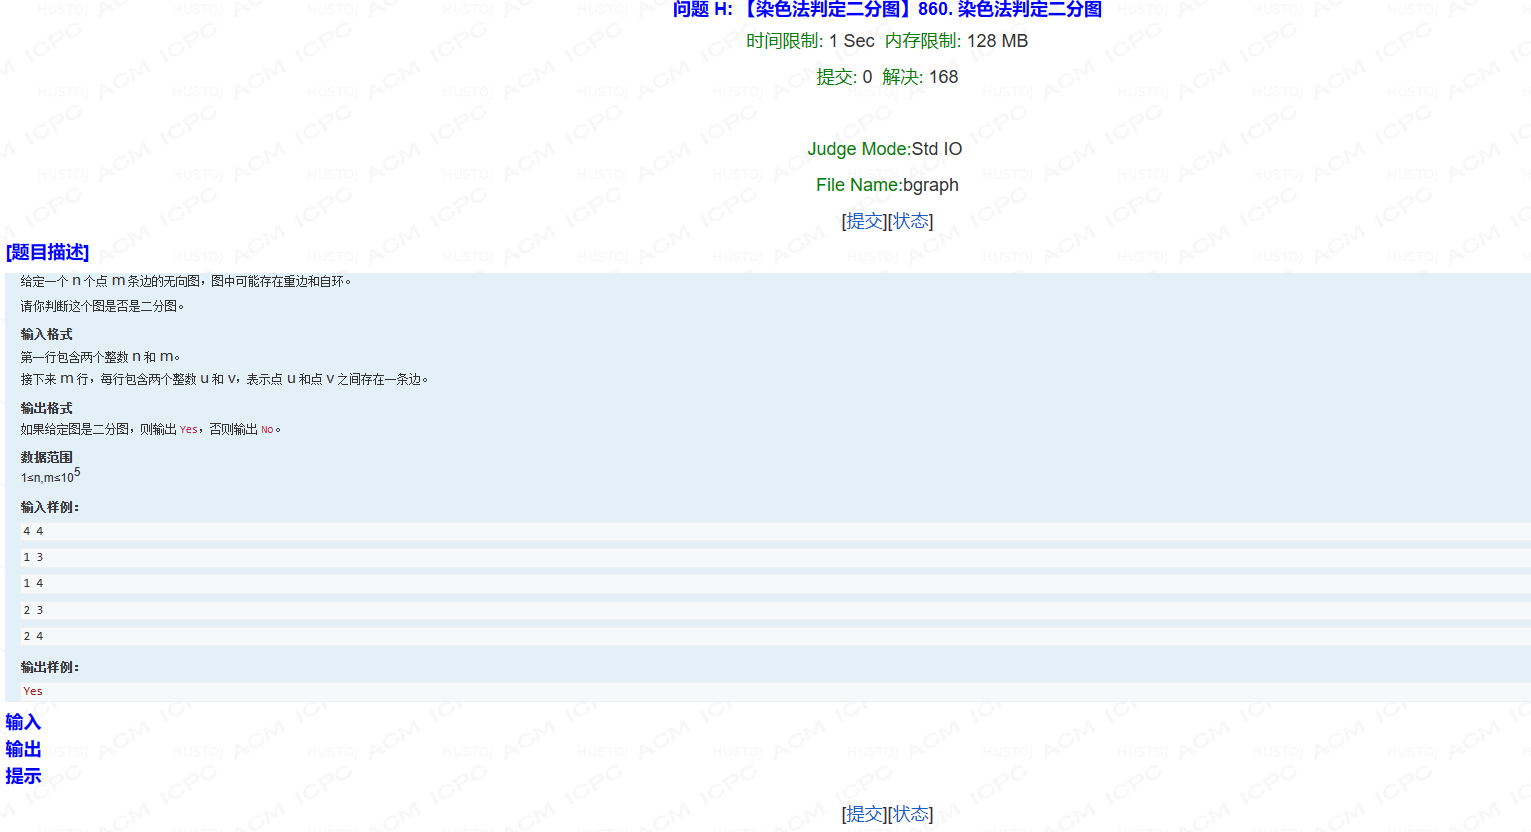 问题 H: 【染色法判定二分图】860. 染色法判定二分图
时间限制: 1 Sec 内存限制: 128 MB
提交: 0 解决: 168
Judge Mode:Std IO
File Name:bgraph
[提交][状态]
[题目描述]
给定一个 n 个点 m 条边的无向图，图中可能存在重边和自环。
请你判断这个图是否是二分图。
输入格式
第一行包含两个整数 n 和 m。
接下来 m 行，每行包含两个整数 u 和 v，表示点 u 和点 v 之间存在一条边。
输出格式
如果给定图是二分图，则输出 Yes，否则输出 No。
数据范围
1≤n,m≤10^5
输入样例：
4 4
1 3
1 4
2 3
2 4
输出样例：
Yes
输入
输出
提示
[提交][状态]